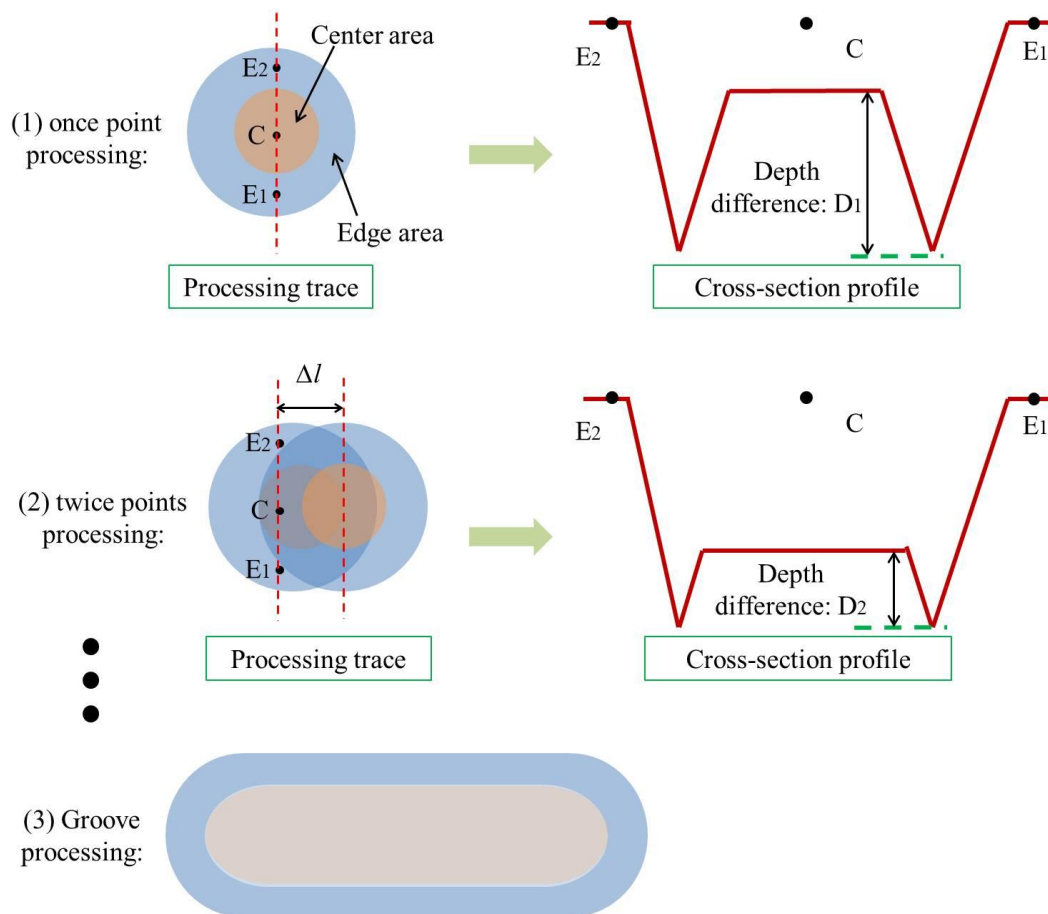 Center area
E2
(1) once point
processing:
C
E1
Edge area
Processing trace
E2
C
E1
Depth
difference: D1
Cross-section profile
Δl
E2
(2) twice points
processing:
C
E1
Processing trace
E2
C
E1
Depth
difference: D2
Cross-section profile
(3) Groove
processing: